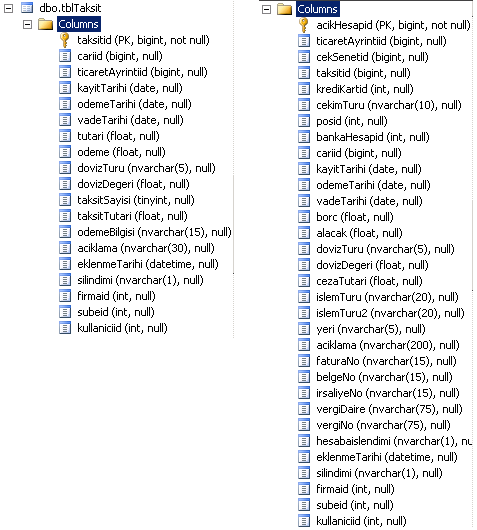 dbo.tblTaksit
Columns
taksitid (PK, bigint, not null)
cariid (bigint, null)
ticaretAyrintiid (bigint, null)
kayitTarihi (date, null)
odemeTarihi (date, null)
vadeTarihi (date, null)
tutari (float, null)
odeme (float, null)
dovizTuru (nvarchar(5), null)
dovizDegeri (float, null)
taksitSayisi (tinyint, null)
taksitTutari (float, null)
odemeBilgisi (nvarchar(15), null)
aciklama (nvarchar(30), null)
eklenmeTarihi (datetime, null)
silindimi (nvarchar(1), null)
firmaid (int, null)
subeid (int, null)
kullaniciid (int, null)
Columns
acikHesapid (PK, bigint, not null)
ticaretAyrintiid (bigint, null)
cekSenetid (bigint, null)
taksitid (bigint, null)
krediKartid (int, null)
cekimTuru (nvarchar(10), null)
posid (int, null)
bankaHesapid (int, null)
cariid (bigint, null)
kayitTarihi (date, null)
odemeTarihi (date, null)
vadeTarihi (date, null)
borc (float, null)
alacak (float, null)
dovizTuru (nvarchar(5), null)
dovizDegeri (float, null)
cezaTutari (float, null)
islemTuru (nvarchar(20), null)
islemTuru2 (nvarchar(20), null)
yeri (nvarchar(5), null)
aciklama (nvarchar(200), null)
faturaNo (nvarchar(15), null)
belgeNo (nvarchar(15), null)
irsaliyeNo (nvarchar(15), null)
vergiDaire (nvarchar(75), null)
vergiNo (nvarchar(75), null)
hesabaislendimi (nvarchar(1), nu
eklenmeTarihi (datetime, null)
silindimi (nvarchar(1), null)
firmaid (int, null)
subeid (int, null)
kullaniciid (int, null)